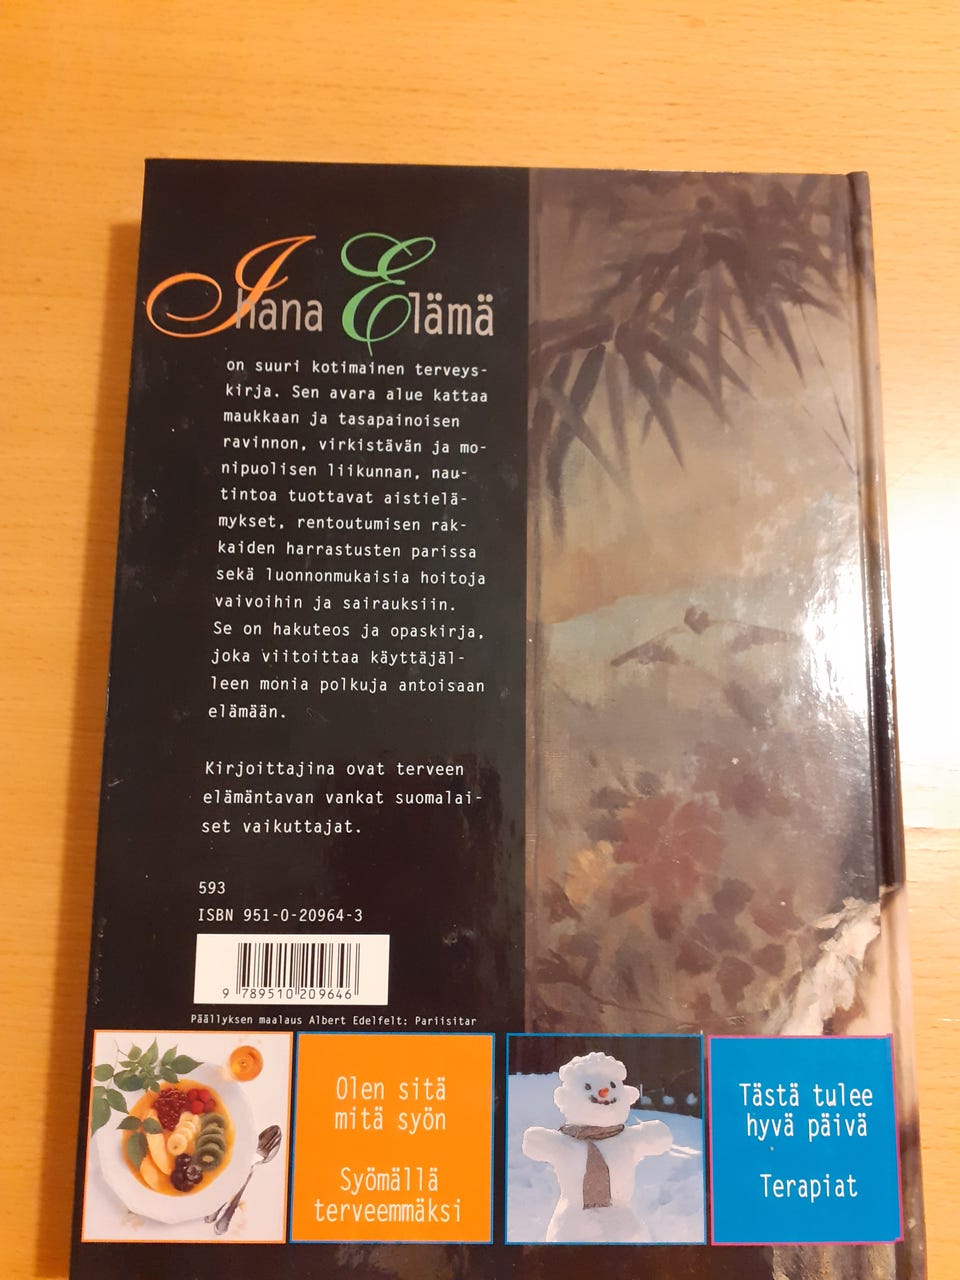 Ihana Elämä
on suuri kotimainen terveys-
kirja. Sen avara alue kattaa
maukkaan ja tasapainoisen
ravinnon, virkistävän ja mo-
nipuolisen liikunnan, nau-
tintoa tuottavat aistielä-
mykset, rentoutumisen rak-
kaiden harrastusten parissa
sekä luonnonmukaisia hoitoja
vaivoihin ja sairauksiin.
Se on hakuteos ja opaskirja,
joka viitoittaa käyttäjäl-
leen monia polkuja antoisaan
elämään.
Kirjoittajina ovat terveen
elämäntavan vankat suomalai-
set vaikuttajat.
593
ISBN 951-0-20964-3
9 789510 209646
Päällyksen maalaus Albert Edelfelt: Pariisitar
Olen sitä
mitä syön
Syömällä
terveemmäksi
Tästä tulee
hyvä päivä
Terapiat